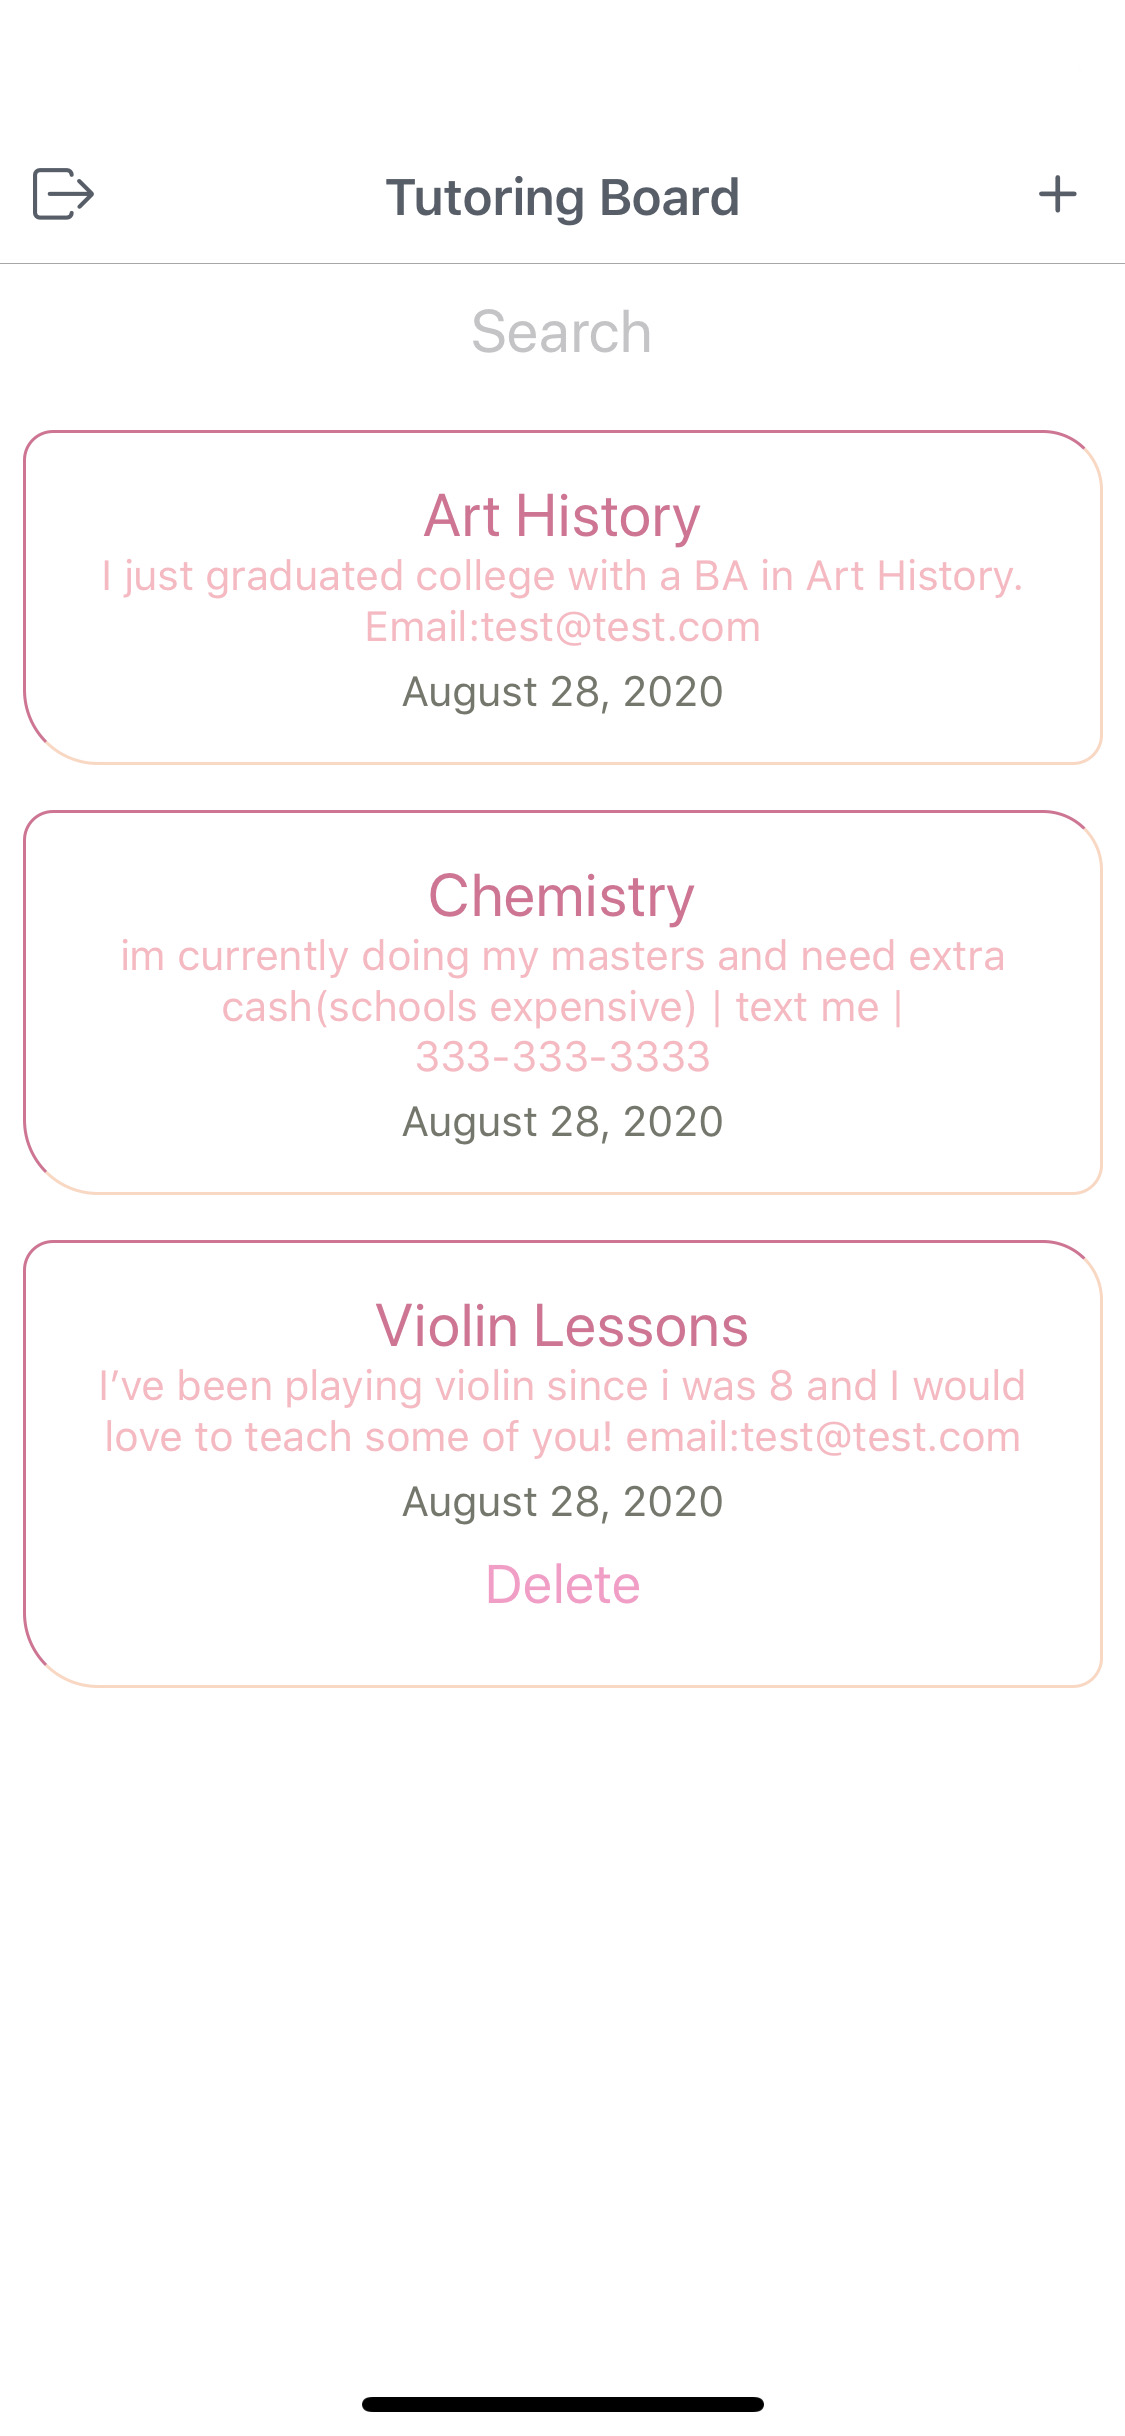 Tutoring Board
Search
Art History
I just graduated college with a BA in Art History.
Email:test@test.com
August 28, 2020
Chemistry
im currently doing my masters and need extra
cash(schools expensive) | text me |
333-333-3333
August 28, 2020
Violin Lessons
I’ve been playing violin since i was 8 and I would
love to teach some of you! email:test@test.com
August 28, 2020
Delete